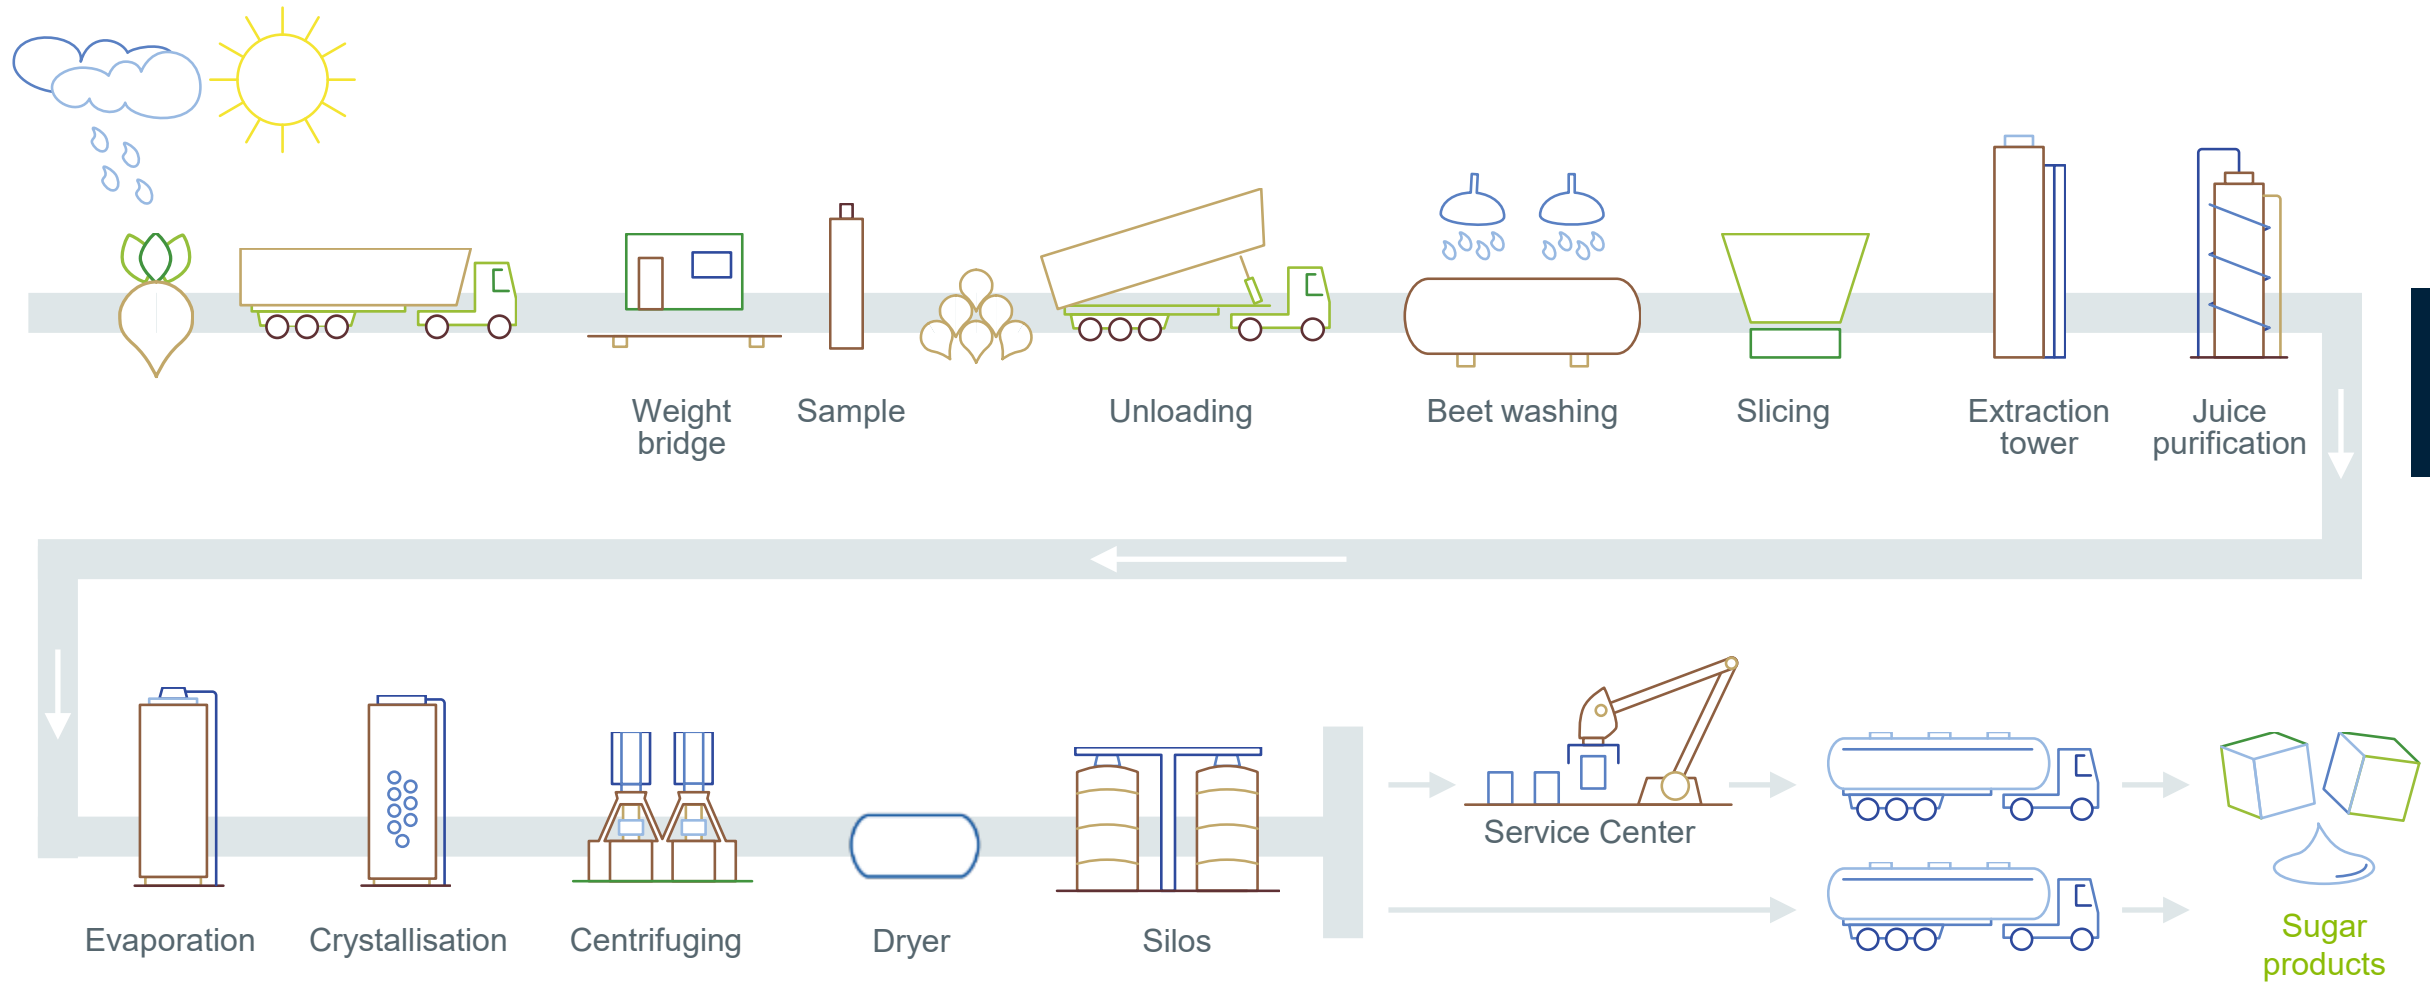 Weight
bridge
Sample
Unloading
Beet washing
Slicing
Extraction
tower
Juice
purification
Service Center
Evaporation
Crystallisation
Centrifuging
Dryer
Silos
Sugar
products